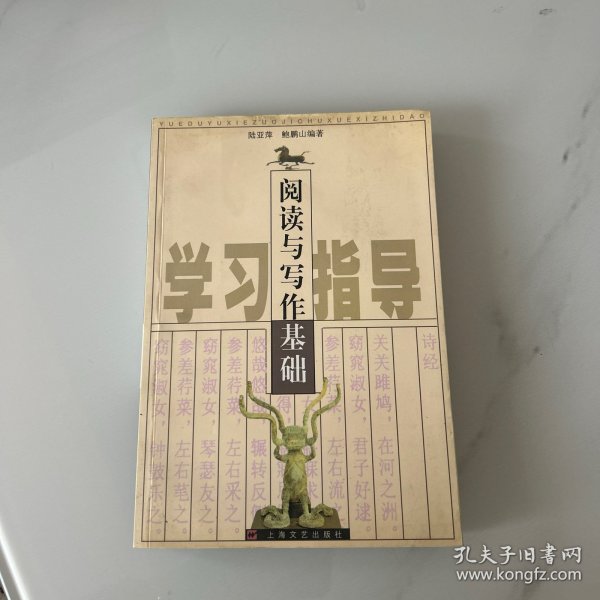 YUEDUYUXIEZUOJICHUXUEXIZHIDAO
陆亚萍 鲍鹏山编著
阅读与写作基础
学习指导
诗经
关关雎鸠，在河之洲。
窈窕淑女，君子好逑。
参差荇菜，左右流之。
悠哉悠哉，辗转反
参差荇菜，左右采之。
窈窕淑女，琴瑟友之。
参差荇菜，左右芼之。
窈窕淑女，钟鼓乐之。
上海文艺出版社
孔夫子旧书网
www.kongfz.com